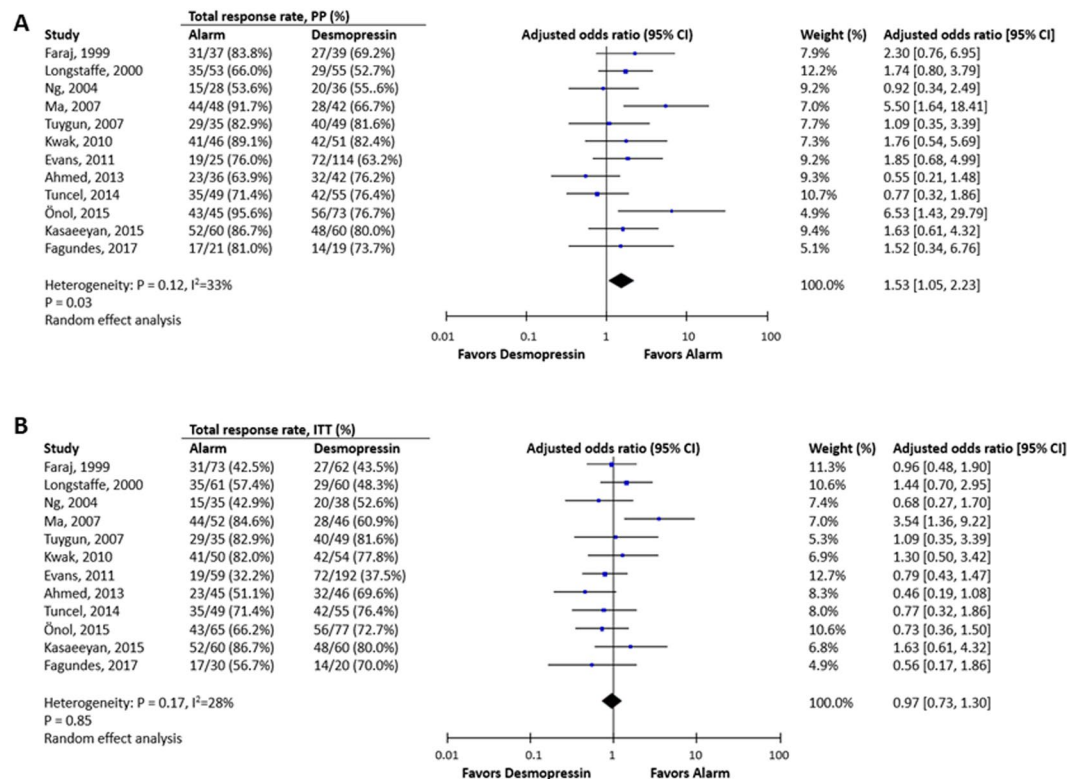 A
Total response rate, PP (%)
Study Alarm Desmopressin Adjusted odds ratio (95% CI) Weight (%) Adjusted odds ratio [95% CI]
Faraj, 1999 31/37 (83.8%) 27/39 (69.2%) 7.9% 2.30 [0.76, 6.95]
Longstaffe, 2000 35/53 (66.0%) 29/55 (52.7%) 12.2% 1.74 [0.80, 3.79]
Ng, 2004 15/28 (53.6%) 20/36 (55..6%) 9.2% 0.92 [0.34, 2.49]
Ma, 2007 44/48 (91.7%) 28/42 (66.7%) 7.0% 5.50 [1.64, 18.41]
Tuygun, 2007 29/35 (82.9%) 40/49 (81.6%) 7.7% 1.09 [0.35, 3.39]
Kwak, 2010 41/46 (89.1%) 42/51 (82.4%) 7.3% 1.76 [0.54, 5.69]
Evans, 2011 19/25 (76.0%) 72/114 (63.2%) 9.2% 1.85 [0.68, 4.99]
Ahmed, 2013 23/36 (63.9%) 32/42 (76.2%) 9.3% 0.55 [0.21, 1.48]
Tuncel, 2014 35/49 (71.4%) 42/55 (76.4%) 10.7% 0.77 [0.32, 1.86]
Önol, 2015 43/45 (95.6%) 56/73 (76.7%) 4.9% 6.53 [1.43, 29.79]
Kasaeeyan, 2015 52/60 (86.7%) 48/60 (80.0%) 9.4% 1.63 [0.61, 4.32]
Fagundes, 2017 17/21 (81.0%) 14/19 (73.7%) 5.1% 1.52 [0.34, 6.76]
Heterogeneity: P = 0.12, I²=33% 100.0% 1.53 [1.05, 2.23]
P = 0.03
Random effect analysis
0.01 0.1 1 10 100
Favors Desmopressin Favors Alarm
B
Total response rate, ITT (%)
Study Alarm Desmopressin Adjusted odds ratio (95% CI) Weight (%) Adjusted odds ratio [95% CI]
Faraj, 1999 31/73 (42.5%) 27/62 (43.5%) 11.3% 0.96 [0.48, 1.90]
Longstaffe, 2000 35/61 (57.4%) 29/60 (48.3%) 10.6% 1.44 [0.70, 2.95]
Ng, 2004 15/35 (42.9%) 20/38 (52.6%) 7.4% 0.68 [0.27, 1.70]
Ma, 2007 44/52 (84.6%) 28/46 (60.9%) 7.0% 3.54 [1.36, 9.22]
Tuygun, 2007 29/35 (82.9%) 40/49 (81.6%) 5.3% 1.09 [0.35, 3.39]
Kwak, 2010 41/50 (82.0%) 42/54 (77.8%) 6.9% 1.30 [0.50, 3.42]
Evans, 2011 19/59 (32.2%) 72/192 (37.5%) 12.7% 0.79 [0.43, 1.47]
Ahmed, 2013 23/45 (51.1%) 32/46 (69.6%) 8.3% 0.46 [0.19, 1.08]
Tuncel, 2014 35/49 (71.4%) 42/55 (76.4%) 8.0% 0.77 [0.32, 1.86]
Önol, 2015 43/65 (66.2%) 56/77 (72.7%) 10.6% 0.73 [0.36, 1.50]
Kasaeeyan, 2015 52/60 (86.7%) 48/60 (80.0%) 6.8% 1.63 [0.61, 4.32]
Fagundes, 2017 17/30 (56.7%) 14/20 (70.0%) 4.9% 0.56 [0.17, 1.86]
Heterogeneity: P = 0.17, I²=28% 100.0% 0.97 [0.73, 1.30]
P = 0.85
Random effect analysis
0.01 0.1 1 10 100
Favors Desmopressin Favors Alarm